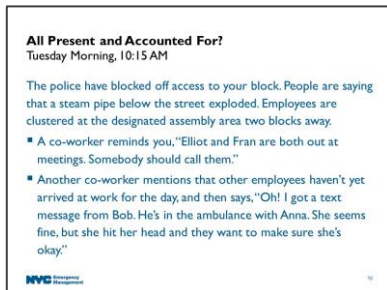 All Present and Accounted For?
Tuesday Morning, 10:15 AM
The police have blocked off access to your block. People are saying
that a steam pipe below the street exploded. Employees are
clustered at the designated assembly area two blocks away.
▪ A co-worker reminds you, “Elliot and Fran are both out at
meetings. Somebody should call them.”
▪ Another co-worker mentions that other employees haven’t yet
arrived at work for the day, and then says, “Oh! I got a text
message from Bob. He’s in the ambulance with Anna. She seems
fine, but she hit her head and they want to make sure she’s
okay.”
NYC Emergency
Management